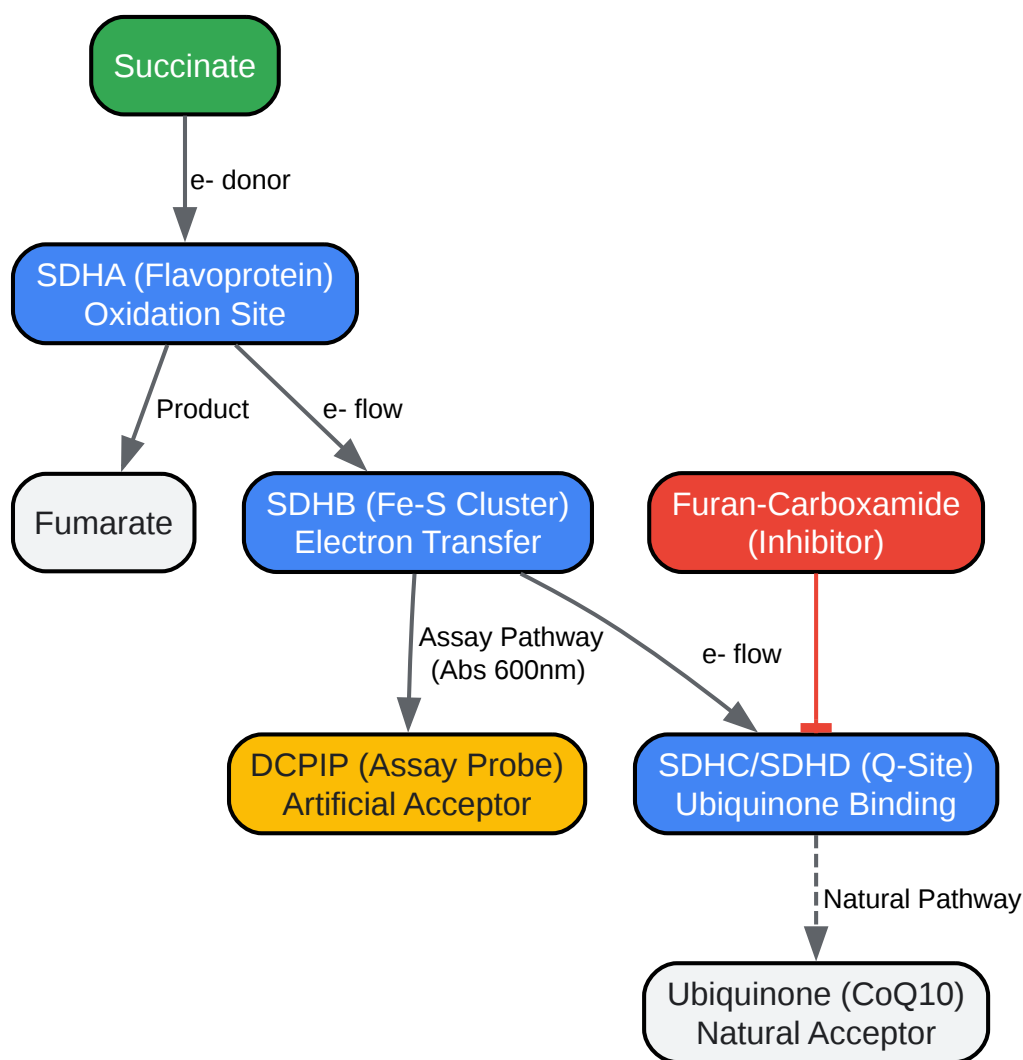 Succinate
e- donor
SDHA (Flavoprotein)
Oxidation Site
Product
e- flow
Fumarate
SDHB (Fe-S Cluster)
Electron Transfer
Furan-Carboxamide
(Inhibitor)
Assay Pathway
(Abs 600nm)
e- flow
DCPIP (Assay Probe)
Artificial Acceptor
SDHC/SDHD (Q-Site)
Ubiquinone Binding
Natural Pathway
Ubiquinone (CoQ10)
Natural Acceptor